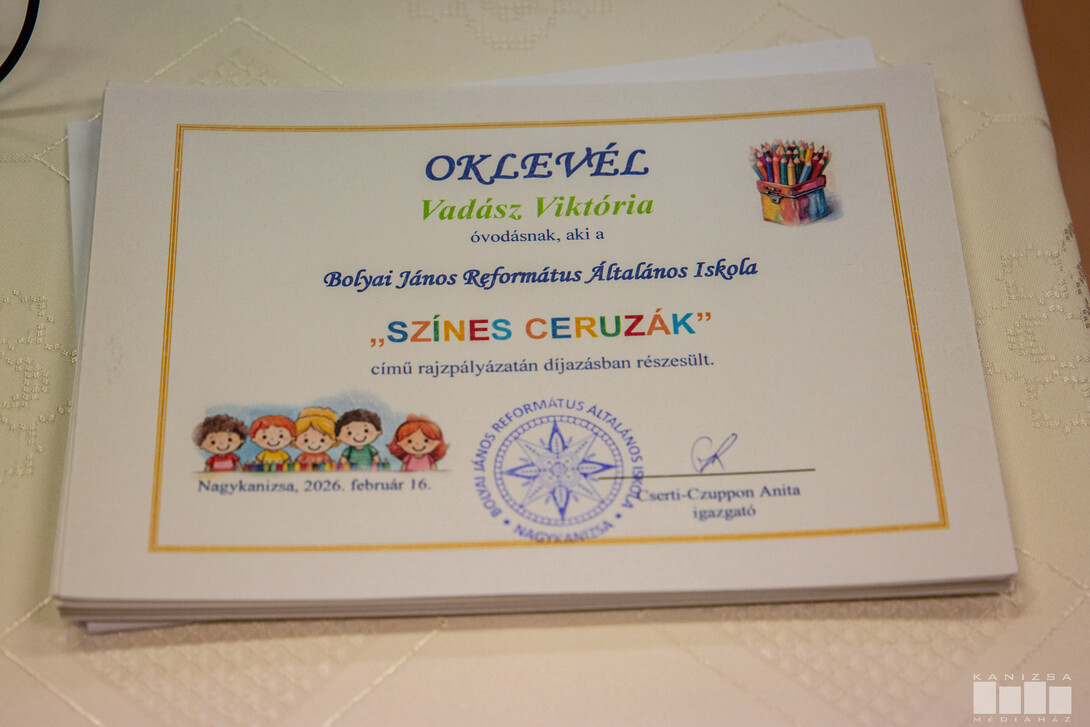 OKLEVÉL
Vadász Viktória
óvodásnak, aki a
Bolyai János Református Általános Iskola
„SZÍNES CERUZÁK”
című rajzpályázatán díjazásban részesült.
Nagykanizsa, 2026. február 16.
BOLYAI JÁNOS REFORMÁTUS ÁLTALÁNOS ISKOLA
• NAGYKANIZSA •
Cserti-Czuppon Anita
igazgató
KANIZSA
MÉDIAHÁZ